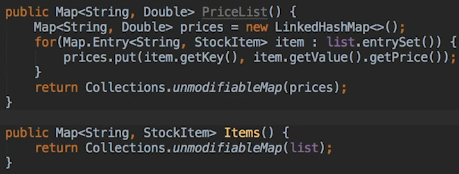 public Map<String, Double> PriceList() {
    Map<String, Double> prices = new LinkedHashMap<>();
    for(Map.Entry<String, StockItem> item : list.entrySet()) {
        prices.put(item.getKey(), item.getValue().getPrice());
    }
    return Collections.unmodifiableMap(prices);
}
public Map<String, StockItem> Items() {
    return Collections.unmodifiableMap(list);
}